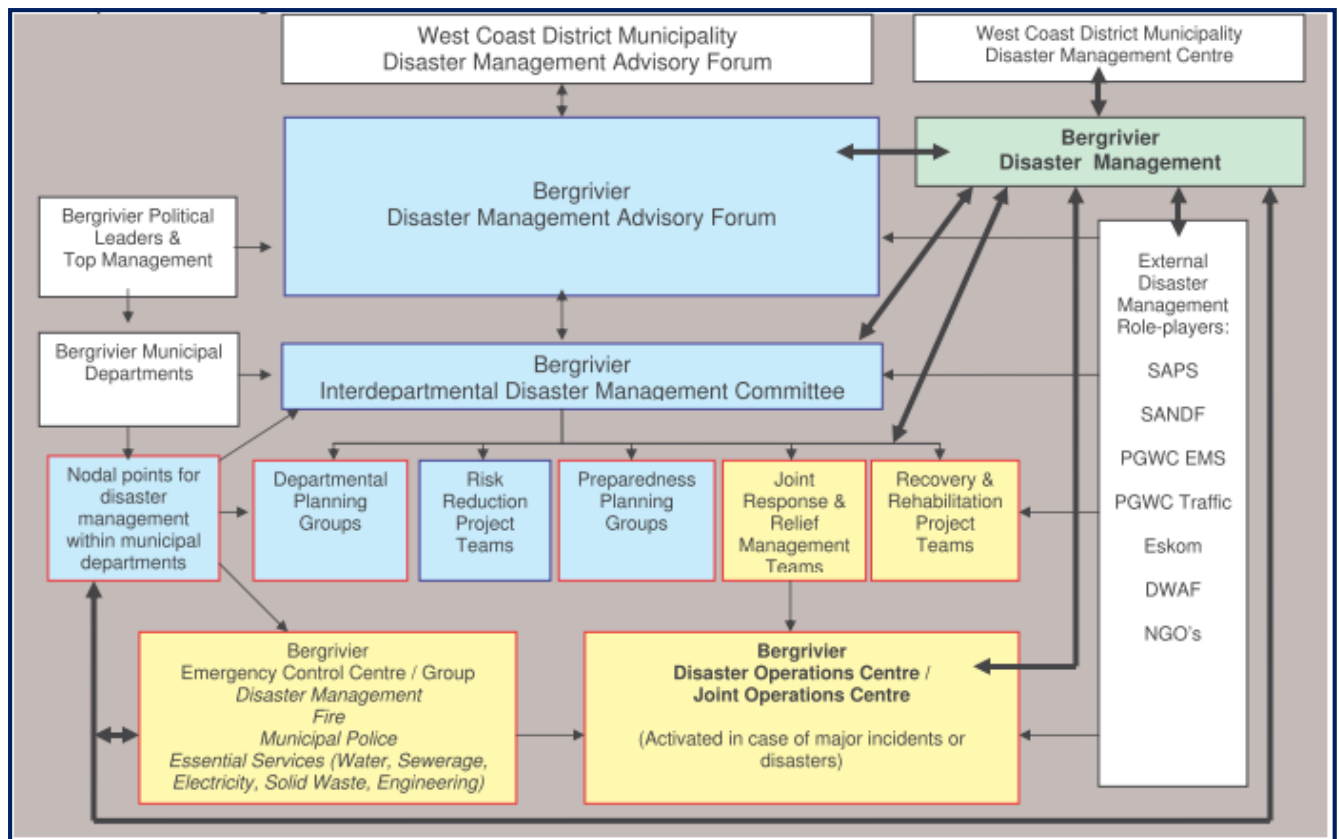 West Coast District Municipality
Disaster Management Advisory Forum
West Coast District Municipality
Disaster Management Centre
Bergrivier
Disaster Management
Bergrivier
Disaster Management Advisory Forum
Bergrivier Political
Leaders &
Top Management
External
Disaster
Management
Role-players:
SAPS
SANDF
PGWC EMS
PGWC Traffic
Eskom
DWAF
NGO's
Bergrivier Municipal
Departments
Bergrivier
Interdepartmental Disaster Management Committee
Nodal points for
disaster
management
within municipal
departments
Departmental
Planning
Groups
Risk
Reduction
Project
Teams
Preparedness
Planning
Groups
Joint
Response &
Relief
Management
Teams
Recovery &
Rehabilitation
Project
Teams
Bergrivier
Emergency Control Centre / Group
Disaster Management
Fire
Municipal Police
Essential Services (Water, Sewerage,
Electricity, Solid Waste, Engineering)
Bergrivier
Disaster Operations Centre /
Joint Operations Centre
(Activated in case of major incidents or
disasters)